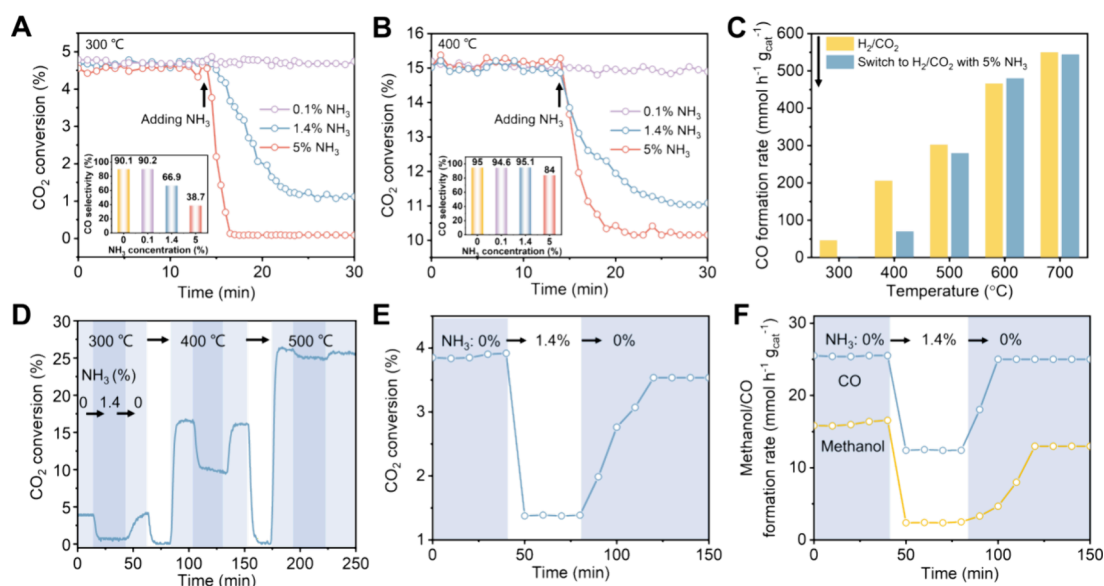 A
300 ℃
CO₂ conversion (%)
5
4
3
2
1
0
Adding NH₃
0.1% NH₃
1.4% NH₃
5% NH₃
CO selectivity (%)
100
80
60
40
20
0
90.1 90.2 66.9 38.7
0 0.1 1.4 5
NH₃ concentration (%)
0 10 20 30
Time (min)
B
400 ℃
CO₂ conversion (%)
16
15
14
13
12
11
10
Adding NH₃
0.1% NH₃
1.4% NH₃
5% NH₃
CO selectivity (%)
100
80
60
40
20
0
95 94.6 95.1 84
0 0.1 1.4 5
NH₃ concentration (%)
0 10 20 30
Time (min)
C
CO formation rate (mmol h⁻¹ gcat⁻¹)
600
550
450
300
150
0
H₂/CO₂
Switch to H₂/CO₂ with 5% NH₃
300 400 500 600 700
Temperature (°C)
D
CO₂ conversion (%)
30
25
20
15
10
5
0
300 ℃ 400 ℃ 500 ℃
NH₃ (%)
0 1.4 0
0 50 100 150 200 250
Time (min)
E
CO₂ conversion (%)
4
3
2
1
NH₃: 0% 1.4% 0%
0 50 100 150
Time (min)
F
Methanol/CO
formation rate (mmol h⁻¹ gcat⁻¹)
30
25
15
5
0
NH₃: 0% 1.4% 0%
CO
Methanol
0 50 100 150
Time (min)